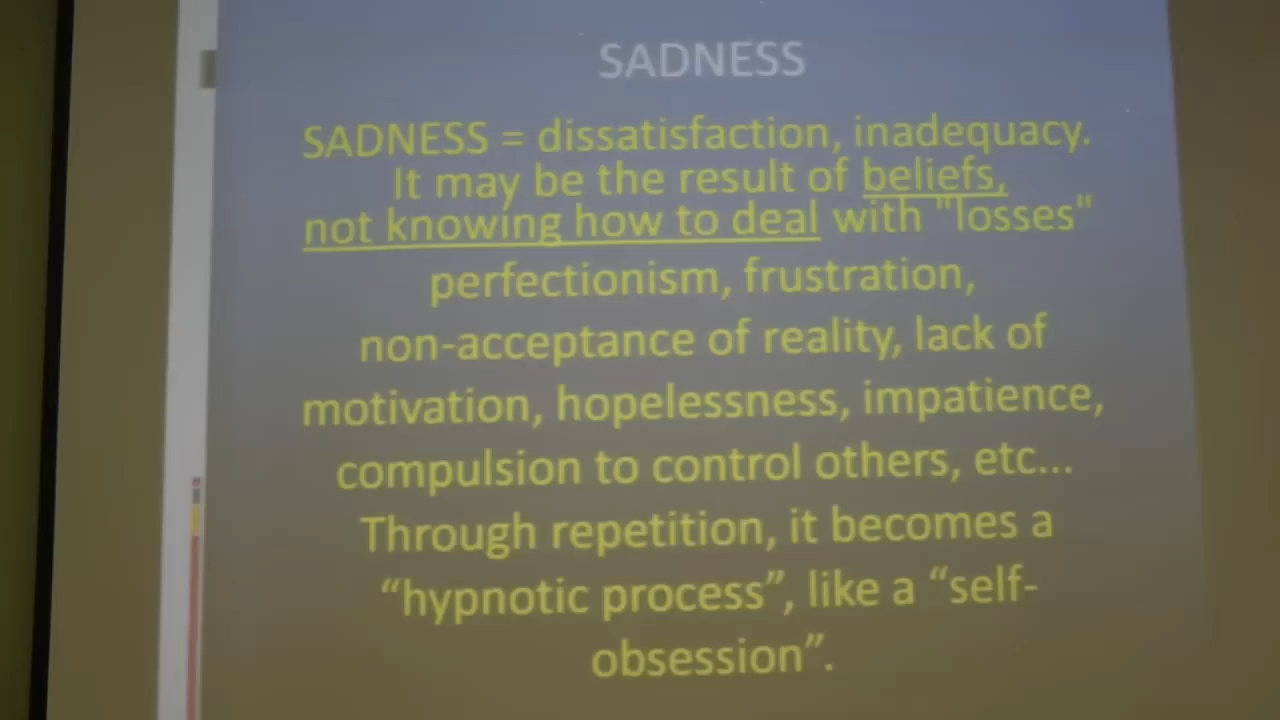 SADNESS
SADNESS = dissatisfaction, inadequacy.
It may be the result of beliefs,
not knowing how to deal with "losses"
perfectionism, frustration,
non-acceptance of reality, lack of
motivation, hopelessness, impatience,
compulsion to control others, etc...
Through repetition, it becomes a
“hypnotic process”, like a “self-
obsession”.